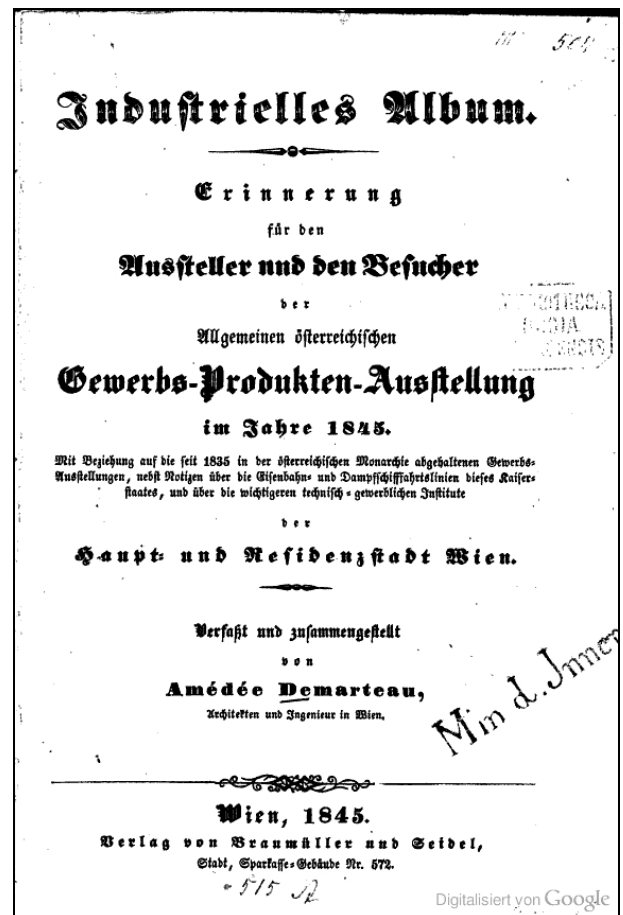 509
Industrielles Album.
Erinnerung
für den
Aussteller und den Besucher
der
Allgemeinen österreichischen
Gewerbs-Produkten-Ausstellung
im Jahre 1845.
Mit Beziehung auf die seit 1835 in der österreichischen Monarchie abgehaltenen Gewerbs-
Ausstellungen, nebst Notizen über die Eisenbahn- und Dampfschifffahrtslinien dieses Kaiser-
staates, und über die wichtigeren technisch-gewerblichen Institute
der
Haupt- und Residenzstadt Wien.
Verfaßt und zusammengestellt
von
Amédée Demarteau,
Architekten und Ingenieur in Wien.
Min d. Inner
Wien, 1845.
Verlag von Braumüller und Seidel,
Stadt, Sparkasse-Gebäude Nr. 572.
515
Digitalisiert von Google